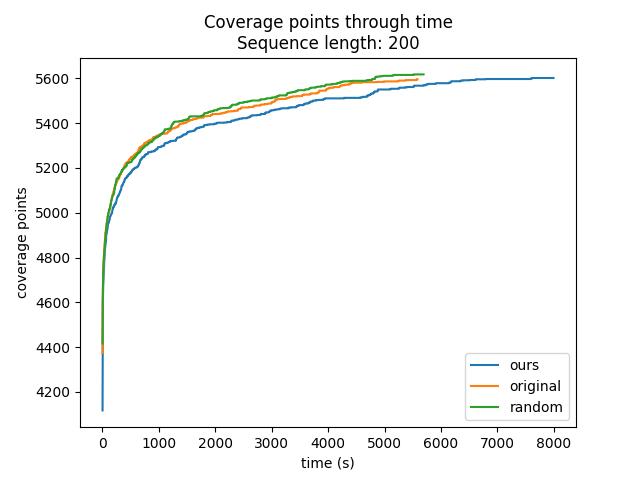 Coverage points through time
Sequence length: 200
coverage points
5600
5400
5200
5000
4800
4600
4400
4200
0 1000 2000 3000 4000 5000 6000 7000 8000
time (s)
ours
original
random